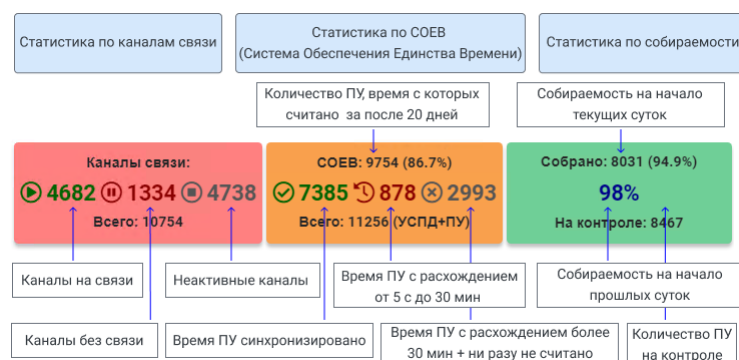 Статистика по каналам связи
Статистика по СОЕВ
(Система Обеспечения Единства Времени)
Статистика по собираемости
Количество ПУ, время с которых
считано за после 20 дней
Собираемость на начало
текущих суток
Каналы связи:
4682 1334 4738
Всего: 10754
СОЕВ: 9754 (86.7%)
7385 878 2993
Всего: 11256 (УСПД+ПУ)
Собрано: 8031 (94.9%)
98%
На контроле: 8467
Каналы на связи
Неактивные каналы
Время ПУ с расхождением
от 5 с до 30 мин
Собираемость на начало
прошлых суток
Каналы без связи
Время ПУ синхронизировано
Время ПУ с расхождением более
30 мин + ни разу не считано
Количество ПУ
на контроле